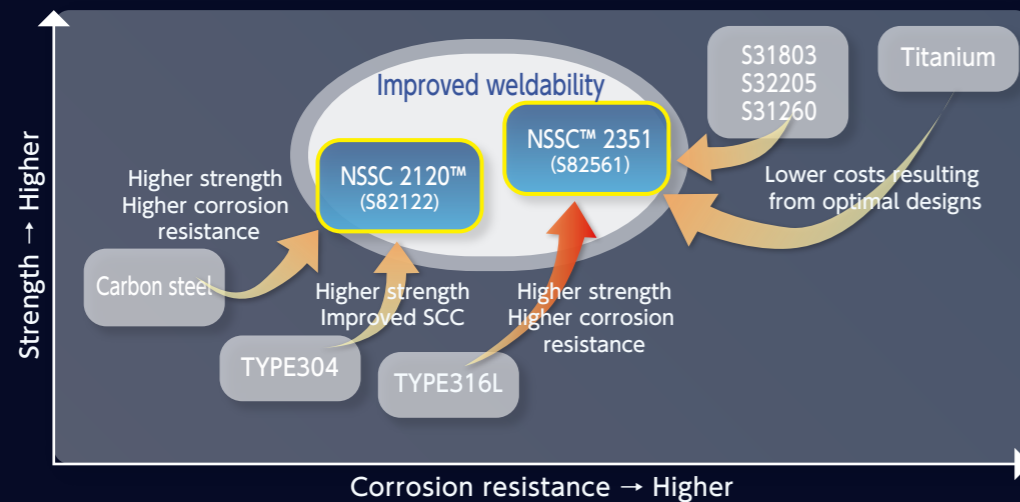 Strength → Higher
Improved weldability
S31803
S32205
S31260
Titanium
NSSC™ 2351
(S82561)
NSSC 2120™
(S82122)
Higher strength
Higher corrosion
resistance
Lower costs resulting
from optimal designs
Carbon steel
Higher strength
Improved SCC
Higher strength
Higher corrosion
resistance
TYPE304
TYPE316L
Corrosion resistance → Higher